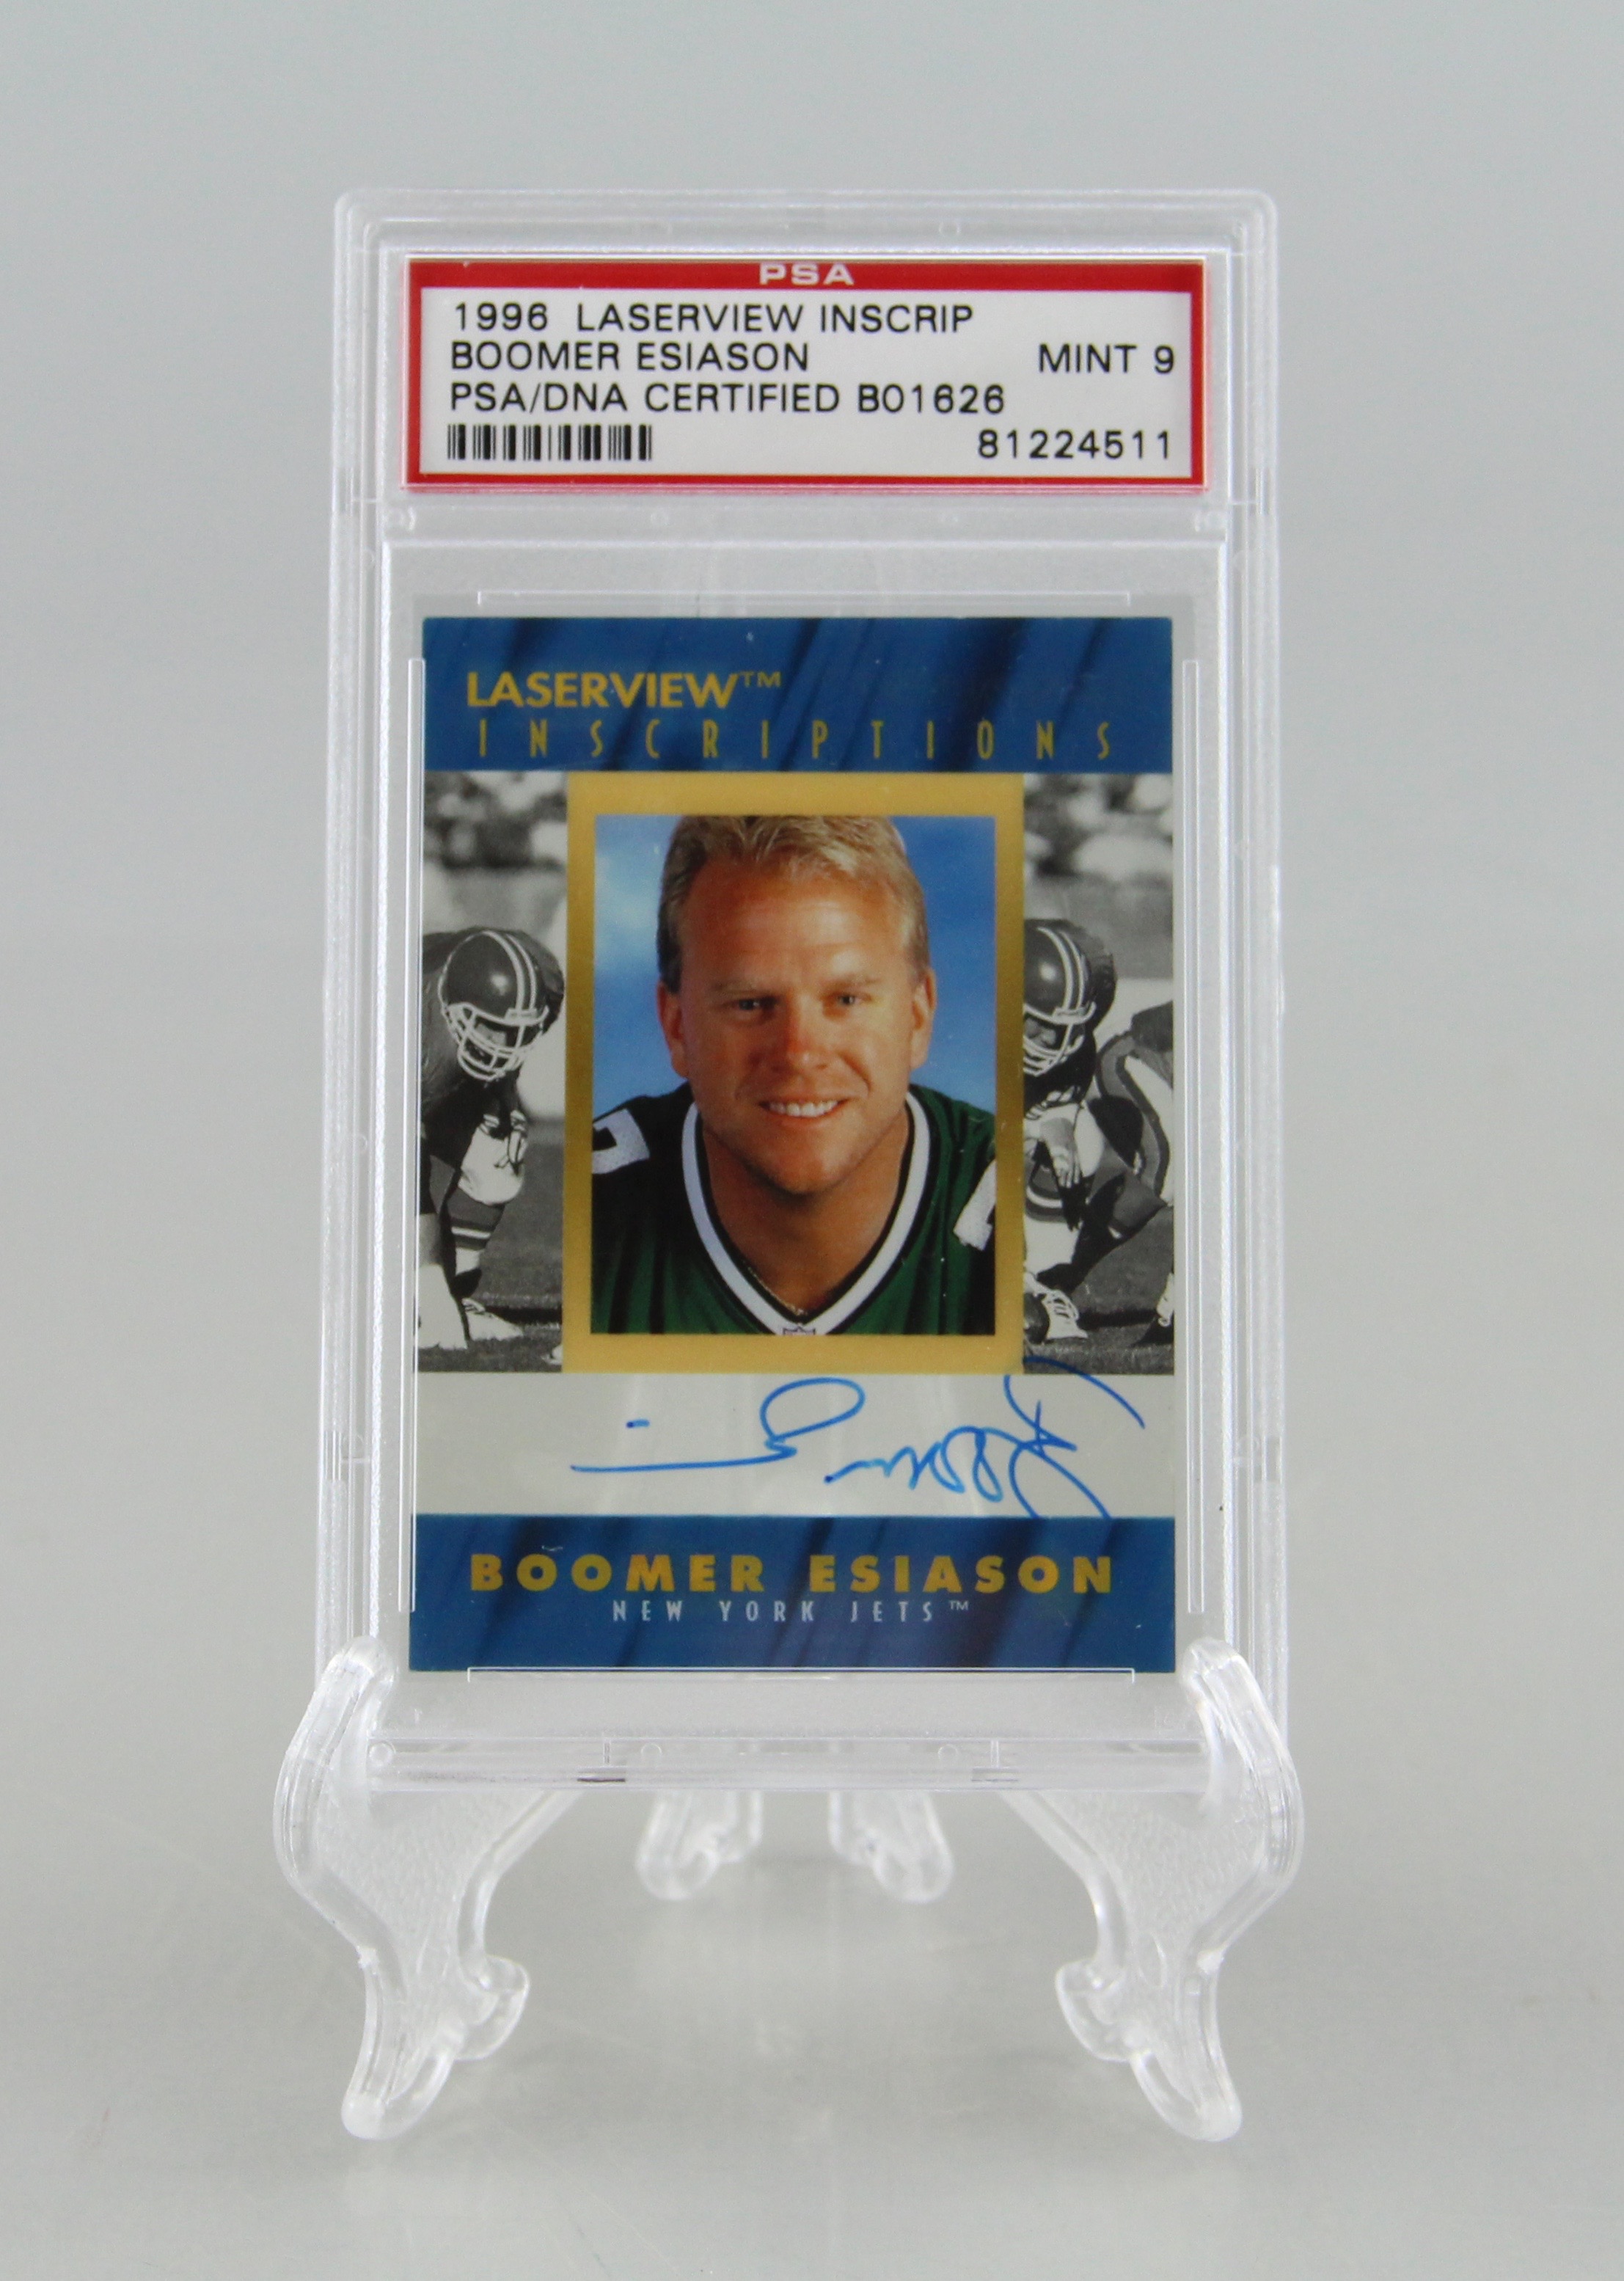 PSA
1996 LASERVIEW INSCRIP
BOOMER ESIASON MINT 9
PSA/DNA CERTIFIED B01626
81224511
LASERVIEW™
INSCRIPTIONS
BOOMER ESIASON
NEW YORK JETS™